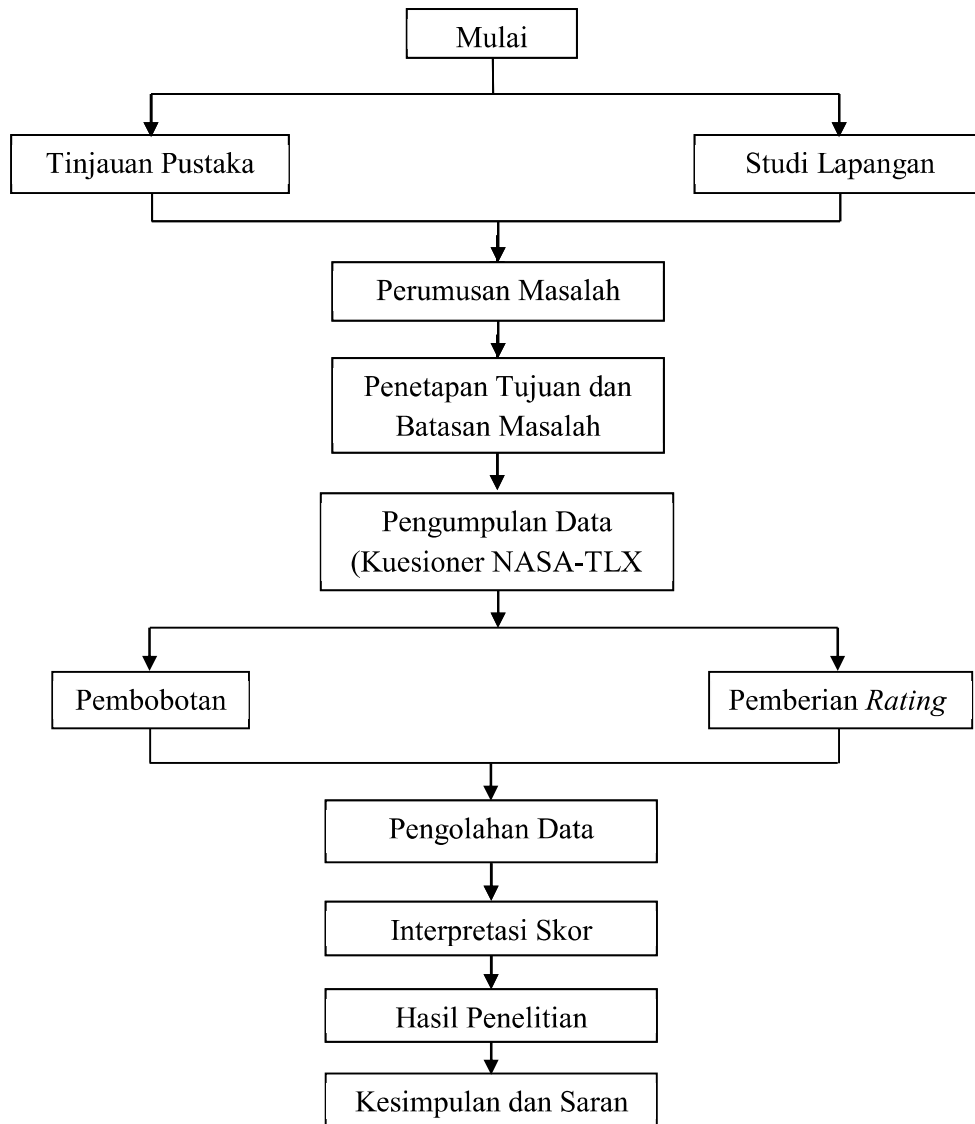 Mulai
Tinjauan Pustaka
Studi Lapangan
Perumusan Masalah
Penetapan Tujuan dan
Batasan Masalah
Pengumpulan Data
(Kuesioner NASA-TLX
Pembobotan
Pemberian Rating
Pengolahan Data
Interpretasi Skor
Hasil Penelitian
Kesimpulan dan Saran